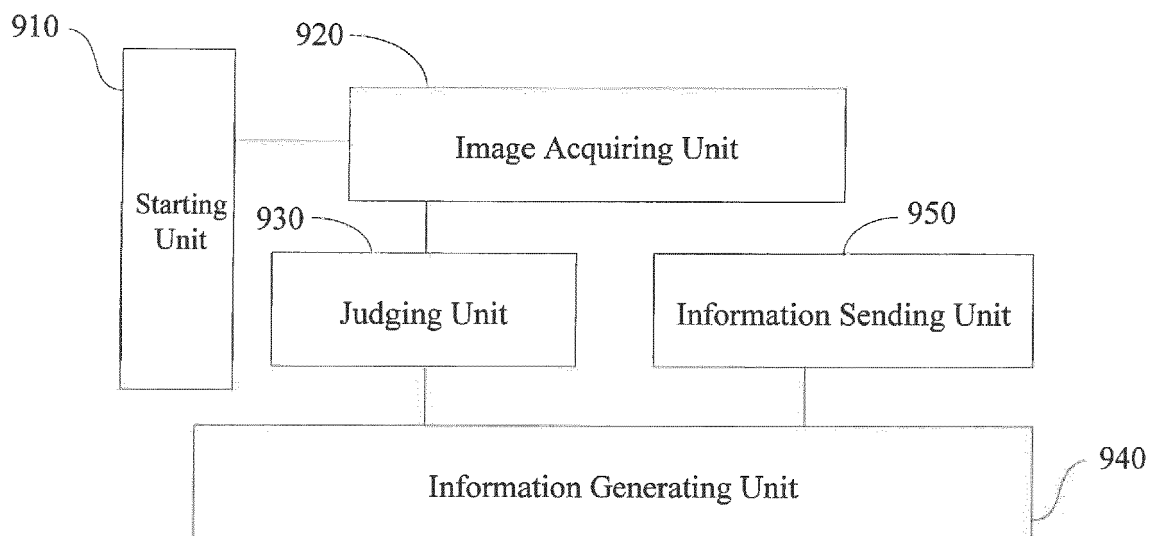 910
920
Image Acquiring Unit
Starting
Unit
930
950
Judging Unit
Information Sending Unit
940
Information Generating Unit